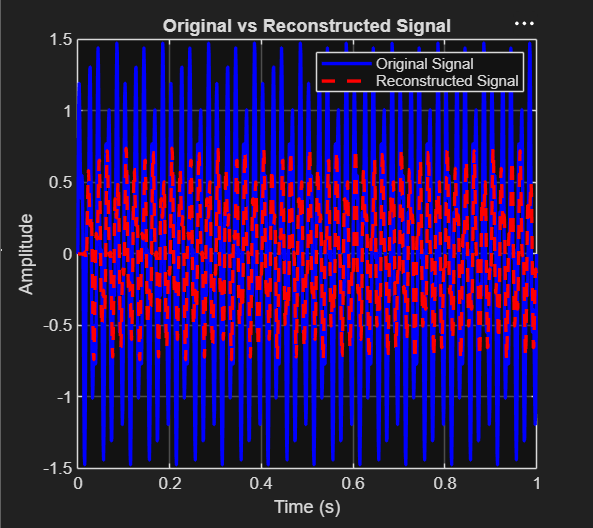 Original vs Reconstructed Signal
...
1.5
Original Signal
Reconstructed Signal
1
0.5
0
-0.5
-1
-1.5
Amplitude
0 0.2 0.4 0.6 0.8 1
Time (s)